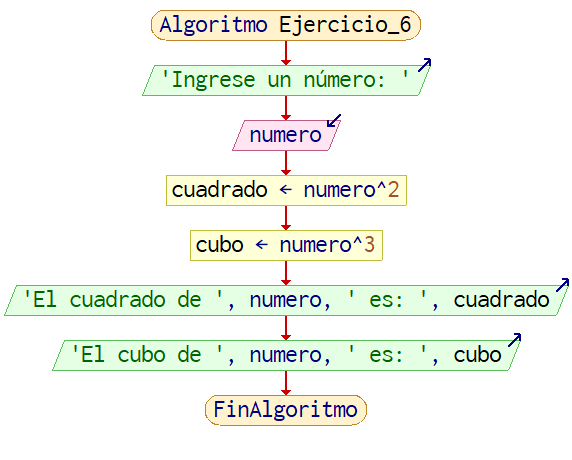 Algoritmo Ejercicio_6
'Ingrese un número: '
numero
cuadrado ← numero^2
cubo ← numero^3
'El cuadrado de ', numero, ' es: ', cuadrado
'El cubo de ', numero, ' es: ', cubo
FinAlgoritmo